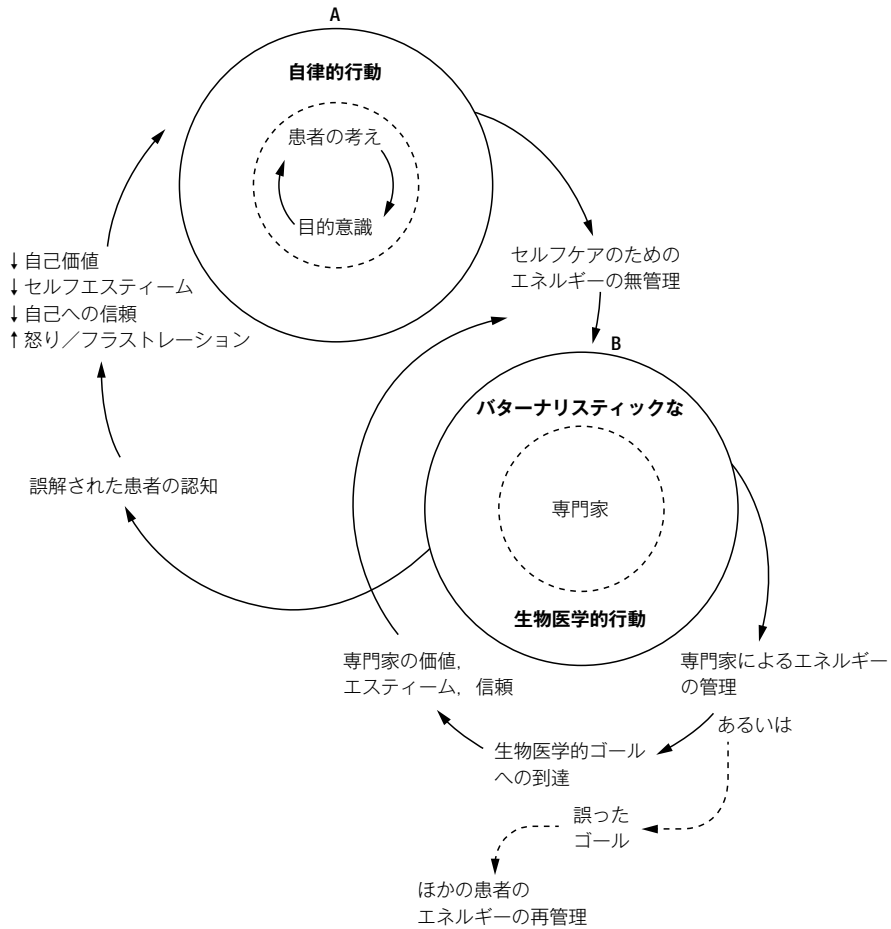 A
自律的行動
患者の考え
目的意識
セルフケアのための
エネルギーの無管理
↓自己価値
↓セルフエスティーム
↓自己への信頼
↑怒り／フラストレーション
B
バターナリスティックな
専門家
生物医学的行動
誤解された患者の認知
専門家の価値，
エスティーム，信頼
専門家によるエネルギー
の管理
あるいは
生物医学的ゴール
への到達
誤った
ゴール
ほかの患者の
エネルギーの再管理